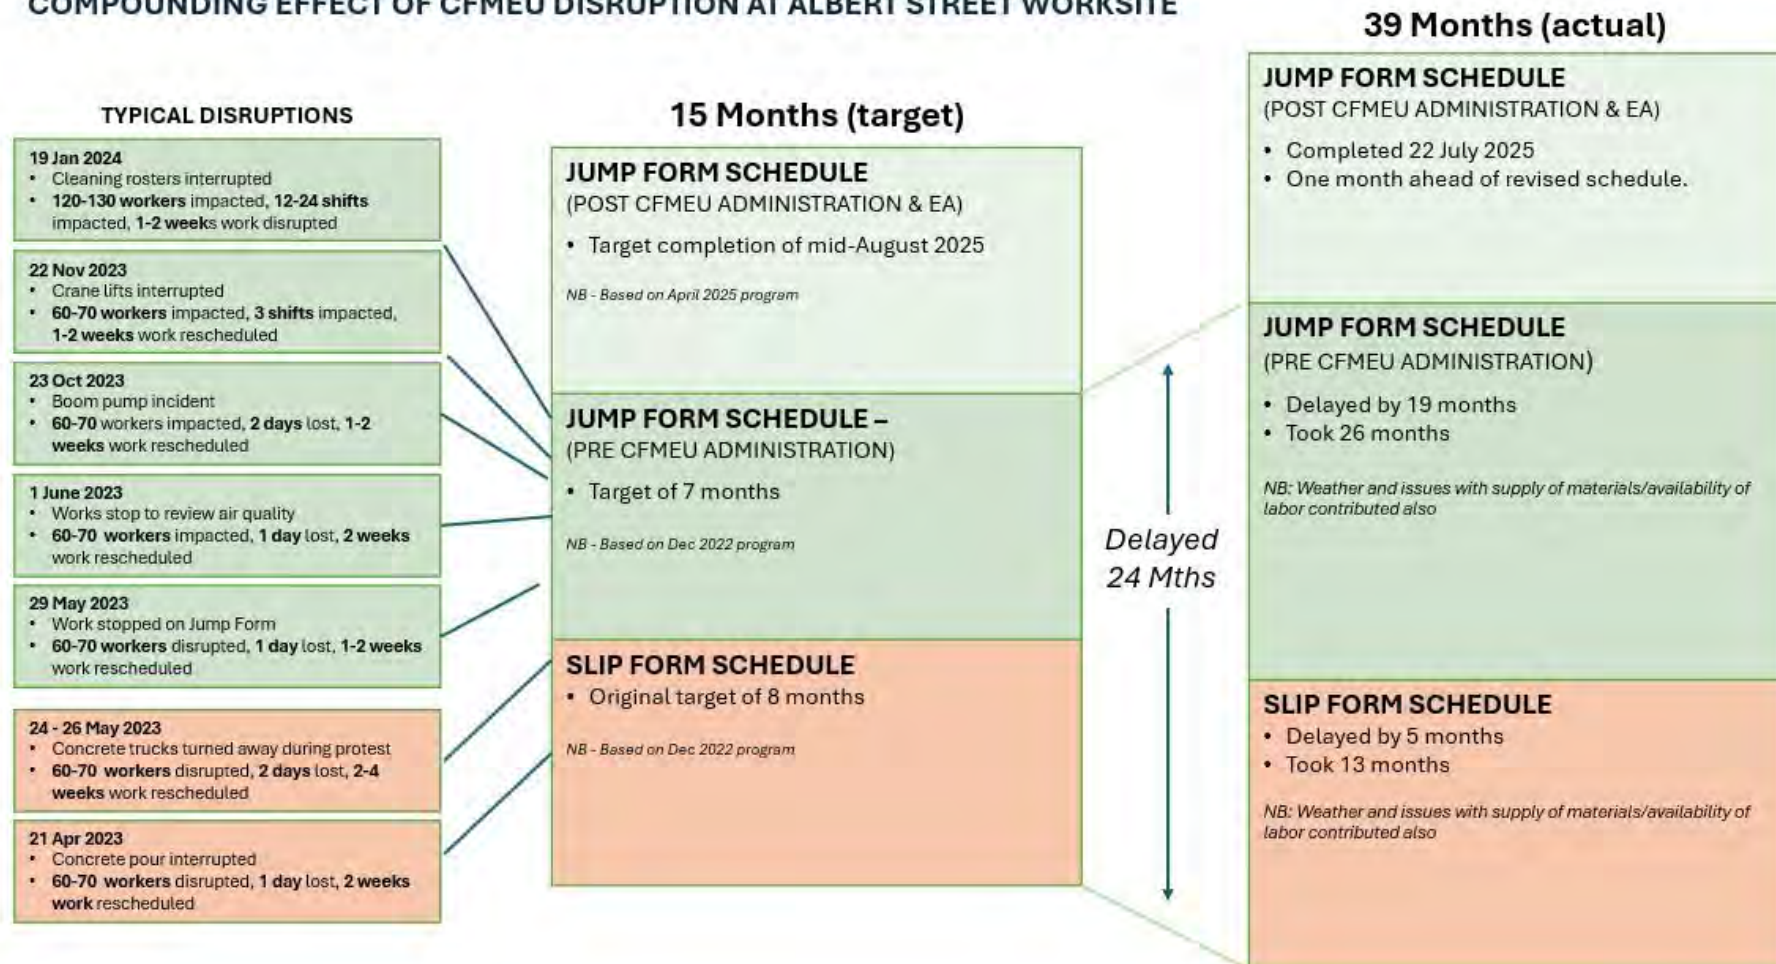 COMPOUNDING EFFECT OF CFMEU DISRUPTION AT ALBERT STREET WORKSITE
TYPICAL DISRUPTIONS
19 Jan 2024
• Cleaning rosters interrupted
• 120-130 workers impacted, 12-24 shifts
impacted, 1-2 weeks work disrupted
22 Nov 2023
• Crane lifts interrupted
• 60-70 workers impacted, 3 shifts impacted,
1-2 weeks work rescheduled
23 Oct 2023
• Boom pump incident
• 60-70 workers impacted, 2 days lost, 1-2
weeks work rescheduled
1 June 2023
• Works stop to review air quality
• 60-70 workers impacted, 1 day lost, 2 weeks
work rescheduled
29 May 2023
• Work stopped on Jump Form
• 60-70 workers disrupted, 1 day lost, 1-2 weeks
work rescheduled
24 - 26 May 2023
• Concrete trucks turned away during protest
• 60-70 workers disrupted, 2 days lost, 2-4
weeks work rescheduled
21 Apr 2023
• Concrete pour interrupted
• 60-70 workers disrupted, 1 day lost, 2 weeks
work rescheduled
15 Months (target)
JUMP FORM SCHEDULE
(POST CFMEU ADMINISTRATION & EA)
• Target completion of mid-August 2025
NB - Based on April 2025 program
JUMP FORM SCHEDULE –
(PRE CFMEU ADMINISTRATION)
• Target of 7 months
NB - Based on Dec 2022 program
SLIP FORM SCHEDULE
• Original target of 8 months
NB - Based on Dec 2022 program
Delayed
24 Mths
39 Months (actual)
JUMP FORM SCHEDULE
(POST CFMEU ADMINISTRATION & EA)
• Completed 22 July 2025
• One month ahead of revised schedule.
JUMP FORM SCHEDULE
(PRE CFMEU ADMINISTRATION)
• Delayed by 19 months
• Took 26 months
NB: Weather and issues with supply of materials/availability of
labor contributed also
SLIP FORM SCHEDULE
• Delayed by 5 months
• Took 13 months
NB: Weather and issues with supply of materials/availability of
labor contributed also